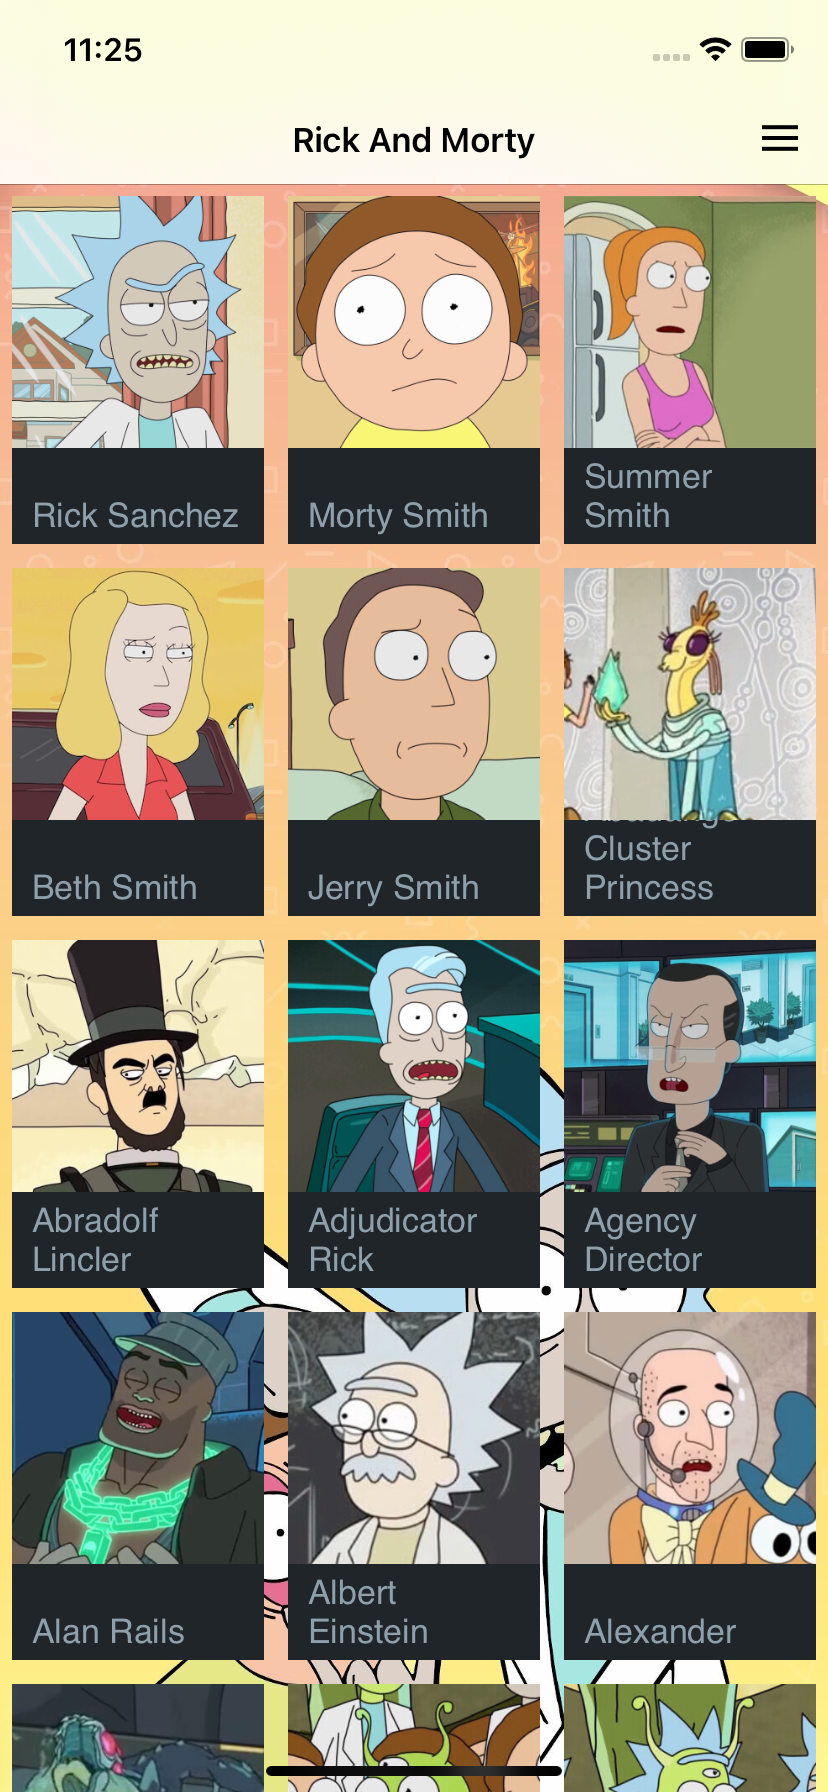 11:25
Rick And Morty
Rick Sanchez
Morty Smith
Summer
Smith
Beth Smith
Jerry Smith
Cluster
Princess
Abradolf
Lincler
Adjudicator
Rick
Agency
Director
Alan Rails
Albert
Einstein
Alexander